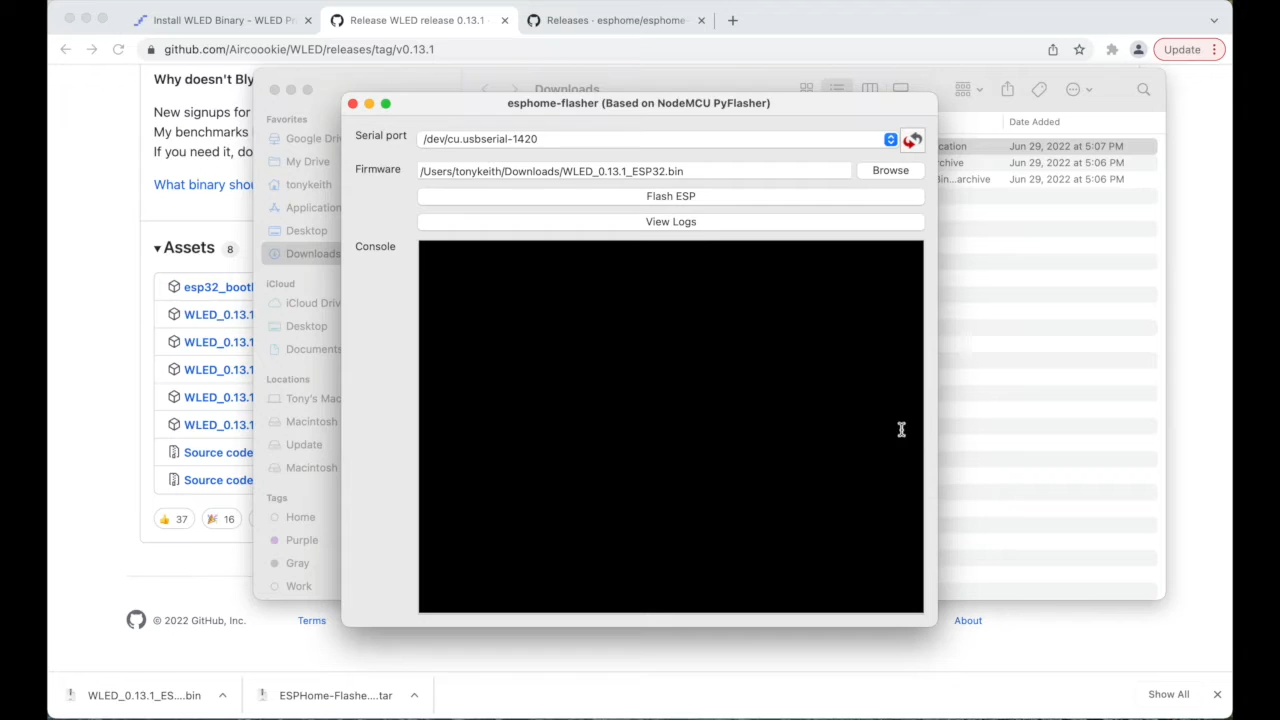 Install WLED Binary - WLED Pr
Release WLED release 0.13.1
Releases · esphome/esphome-
github.com/Aircoookie/WLED/releases/tag/v0.13.1
Update
Why doesn't Bly
New signups for
My benchmarks
If you need it, do
What binary shou
Assets 8
esp32_bootl
WLED_0.13.1
WLED_0.13.1
WLED_0.13.1
WLED_0.13.1
WLED_0.13.1
Source code
Source code
37
16
© 2022 GitHub, Inc.
Terms
About
Downloads
Favorites
Google Driv
My Drive
tonykeith
Application
Desktop
Downloads
iCloud
iCloud Driv
Desktop
Documents
Locations
Tony's Mac
Macintosh
Update
Macintosh
Tags
Home
Purple
Gray
Work
Date Added
cation Jun 29, 2022 at 5:07 PM
rchive Jun 29, 2022 at 5:06 PM
Bin...archive Jun 29, 2022 at 5:06 PM
esphome-flasher (Based on NodeMCU PyFlasher)
Serial port /dev/cu.usbserial-1420
Firmware /Users/tonykeith/Downloads/WLED_0.13.1_ESP32.bin Browse
Flash ESP
View Logs
Console
WLED_0.13.1_ES....bin
ESPHome-Flashe....tar
Show All